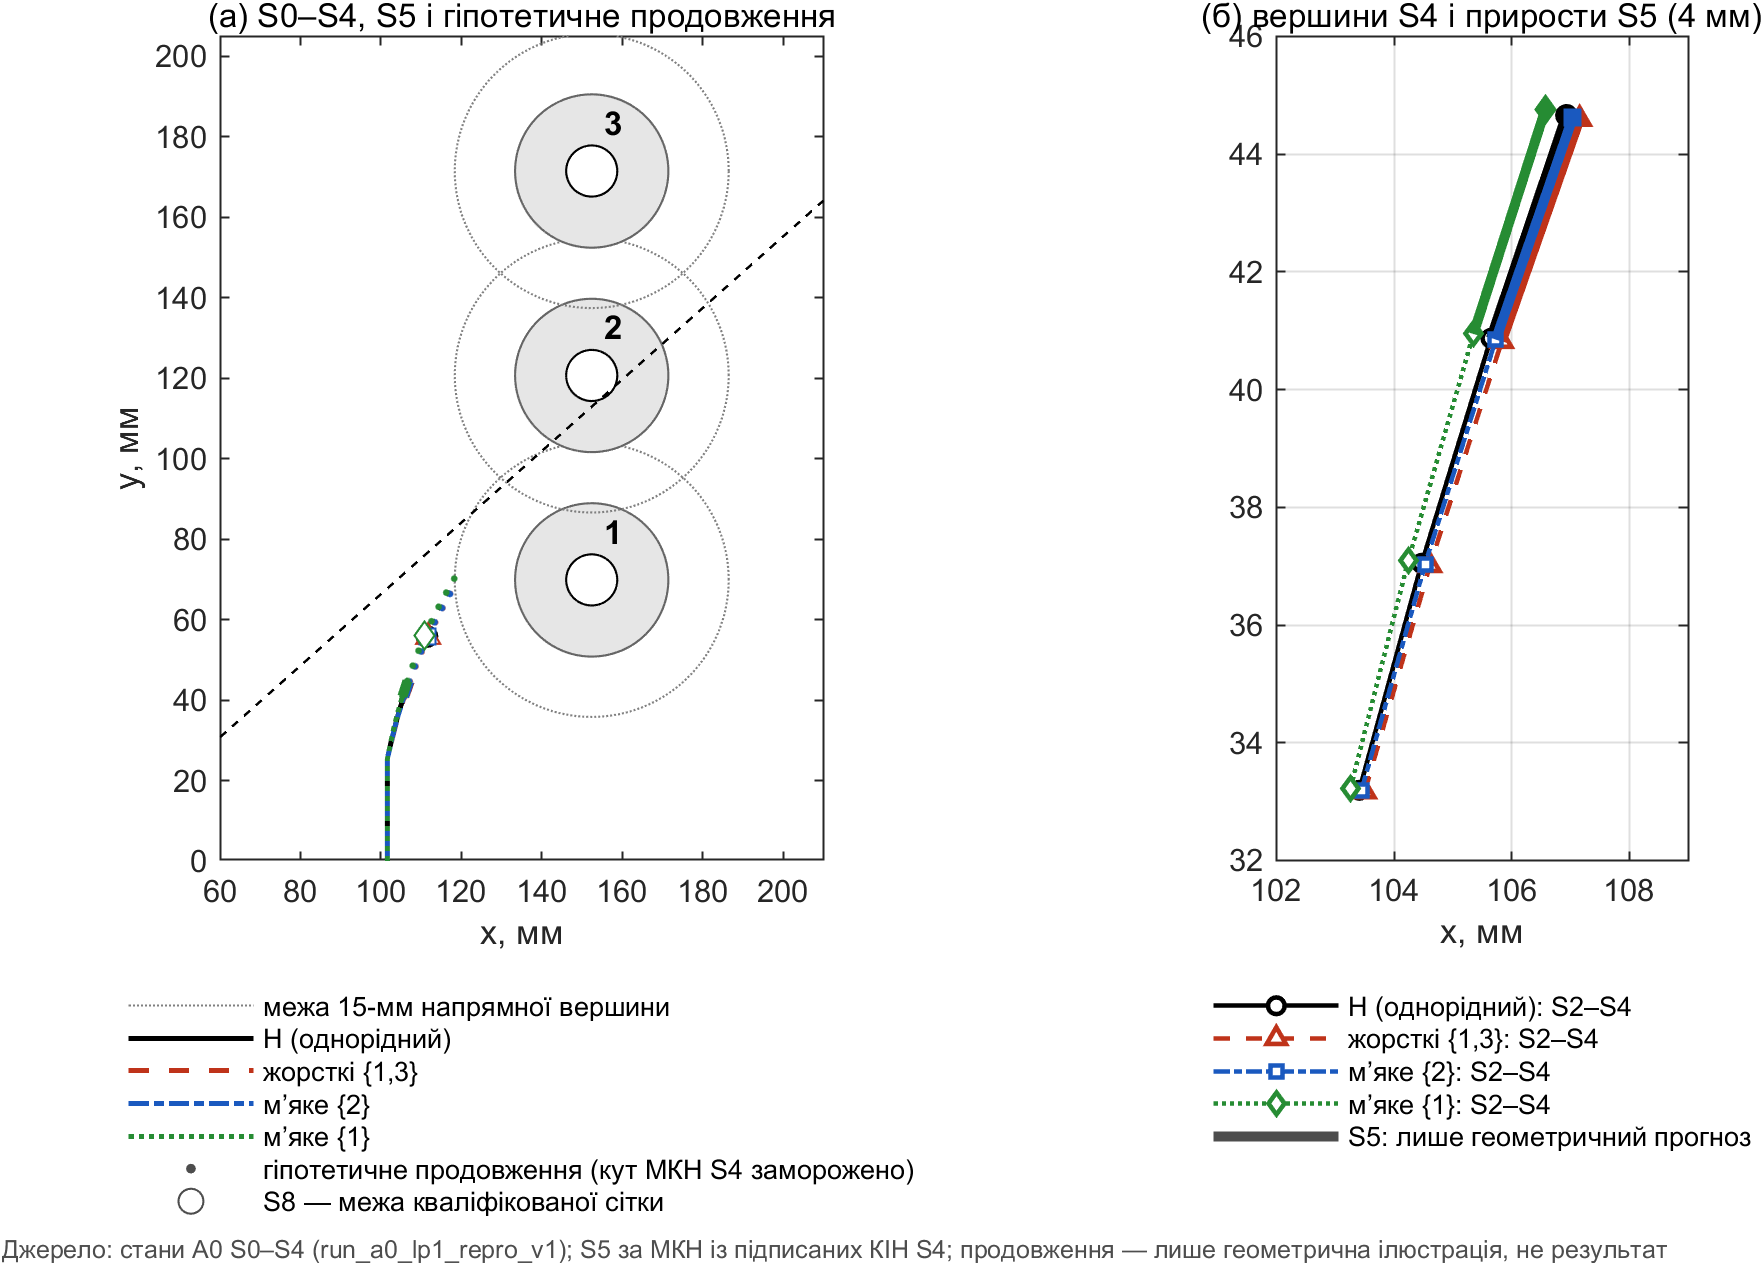 (а) S0–S4, S5 і гіпотетичне продовження
(б) вершини S4 і прирости S5 (4 мм)
200
180
160
140
120
100
80
60
40
20
0
y, мм
3
2
1
60 80 100 120 140 160 180 200
x, мм
46
44
42
40
38
36
34
32
102 104 106 108
x, мм
межа 15-мм напрямної вершини
H (однорідний)
жорсткі {1,3}
м’яке {2}
м’яке {1}
гіпотетичне продовження (кут МКН S4 заморожено)
S8 — межа кваліфікованої сітки
H (однорідний): S2–S4
жорсткі {1,3}: S2–S4
м’яке {2}: S2–S4
м’яке {1}: S2–S4
S5: лише геометричний прогноз
Джерело: стани A0 S0–S4 (run_a0_lp1_repro_v1); S5 за МКН із підписаних КІН S4; продовження — лише геометрична ілюстрація, не результат